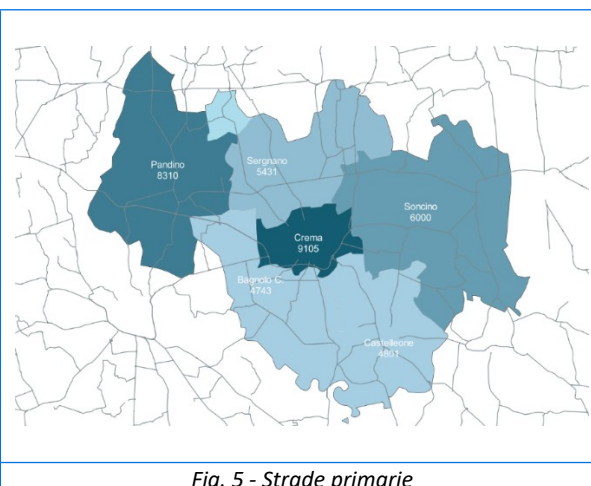 Pandino
8310
Sergnano
5431
Soncino
6000
Crema
9105
Bagnolo C.
4743
Castelleone
4801
Fig. 5 - Strade primarie